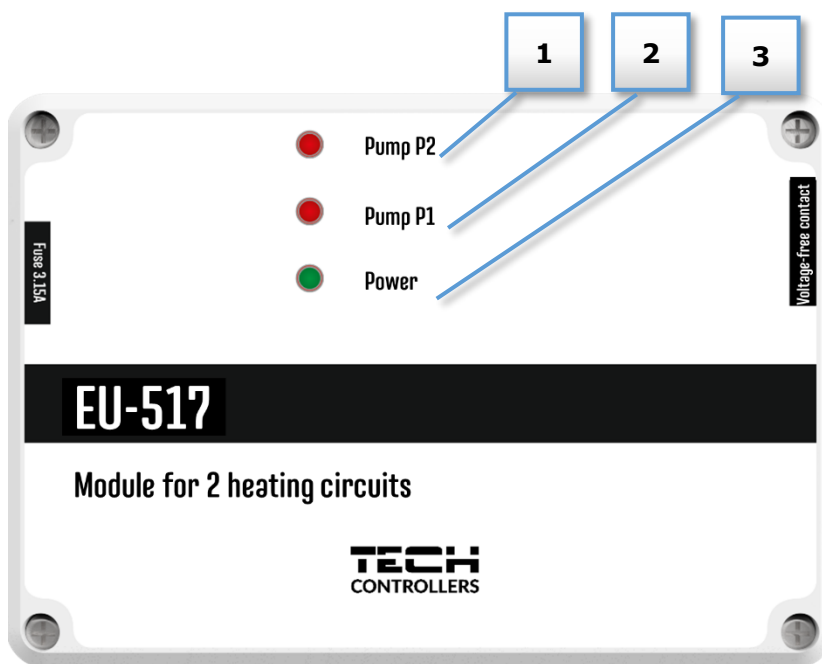 1
2
3
Pump P2
Pump P1
Power
Fuse 3.15A
Voltage-free contact
EU-517
Module for 2 heating circuits
TECH
CONTROLLERS